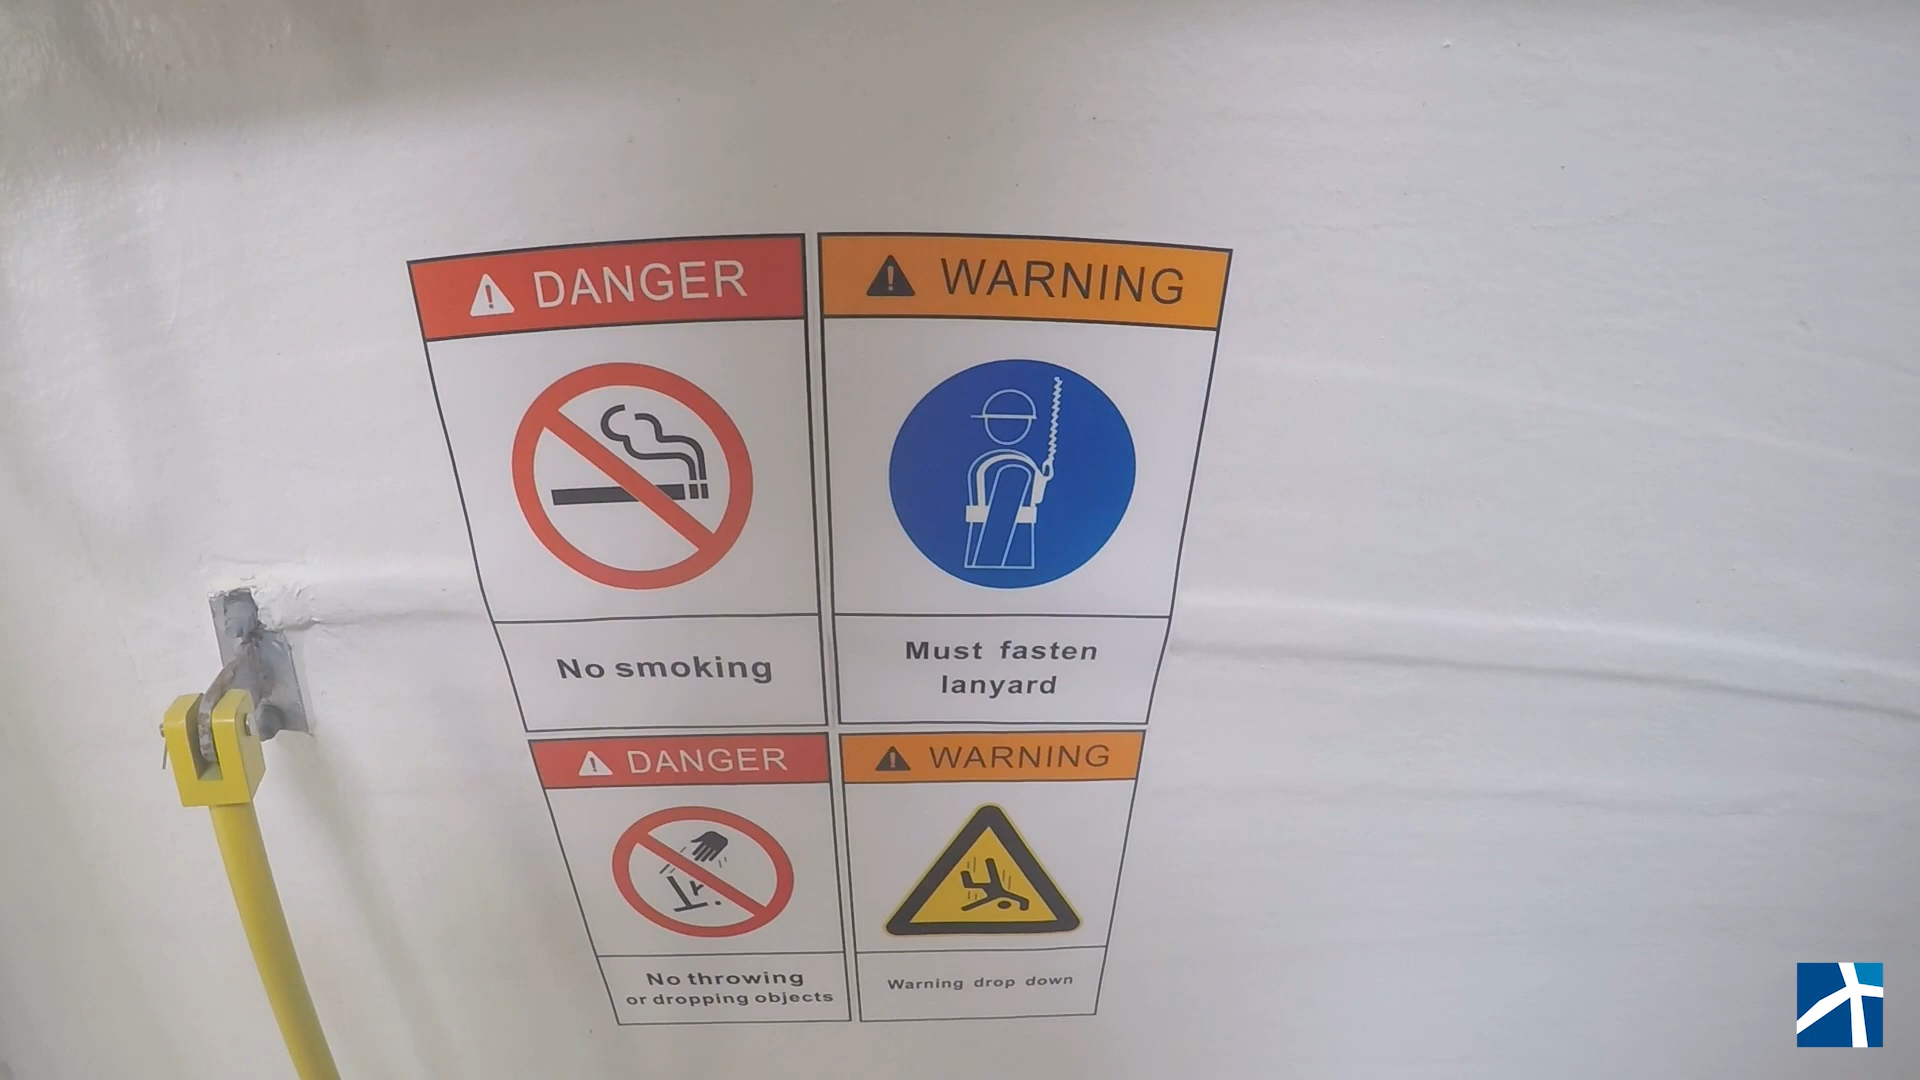 DANGER
No smoking
WARNING
Must fasten
lanyard
DANGER
No throwing
or dropping objects
WARNING
Warning drop down